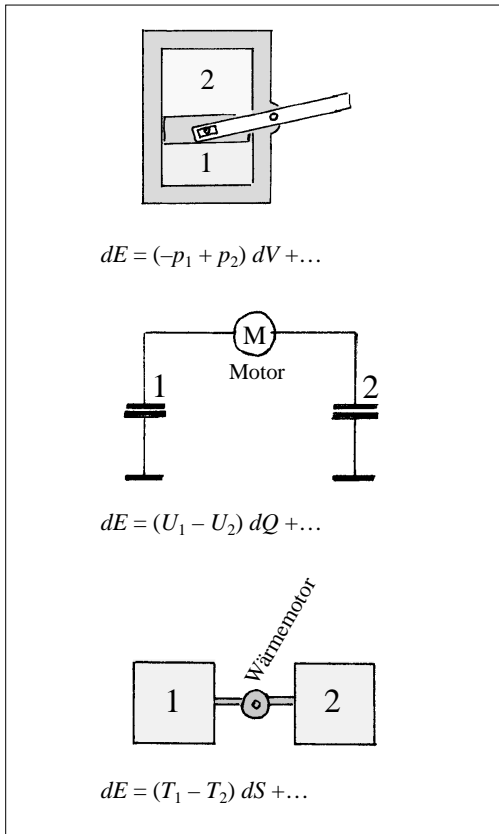 2
1
dE = (–p₁ + p₂) dV +…
M
Motor
1
2
dE = (U₁ – U₂) dQ +…
Wärmemotor
1
2
dE = (T₁ – T₂) dS +…